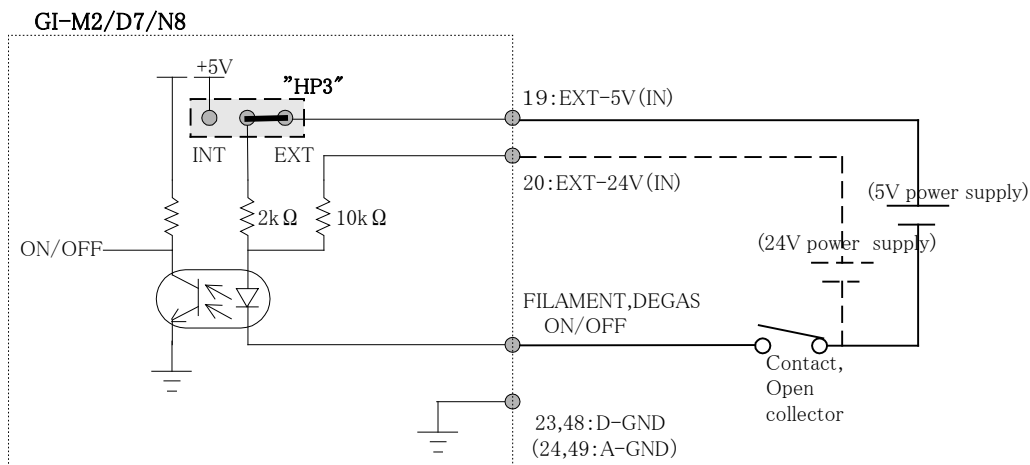 GI-M2/D7/N8
+5V
"HP3"
INT EXT
19:EXT-5V(IN)
20:EXT-24V(IN)
2kΩ 10kΩ
(5V power supply)
(24V power supply)
ON/OFF
FILAMENT,DEGAS
ON/OFF
Contact,
Open
collector
23,48:D-GND
(24,49:A-GND)